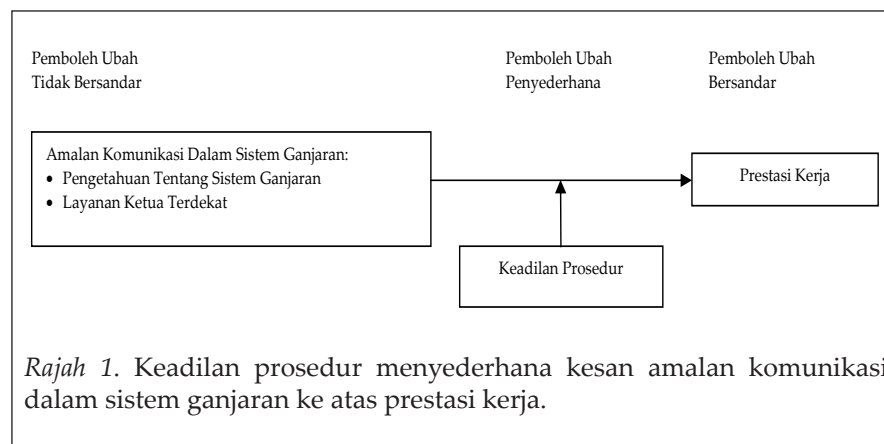 Pemboleh Ubah
Tidak Bersandar
Pemboleh Ubah
Penyederhana
Pemboleh Ubah
Bersandar
Amalan Komunikasi Dalam Sistem Ganjaran:
• Pengetahuan Tentang Sistem Ganjaran
• Layanan Ketua Terdekat
Prestasi Kerja
Keadilan Prosedur
Rajah 1. Keadilan prosedur menyederhana kesan amalan komunikasi
dalam sistem ganjaran ke atas prestasi kerja.